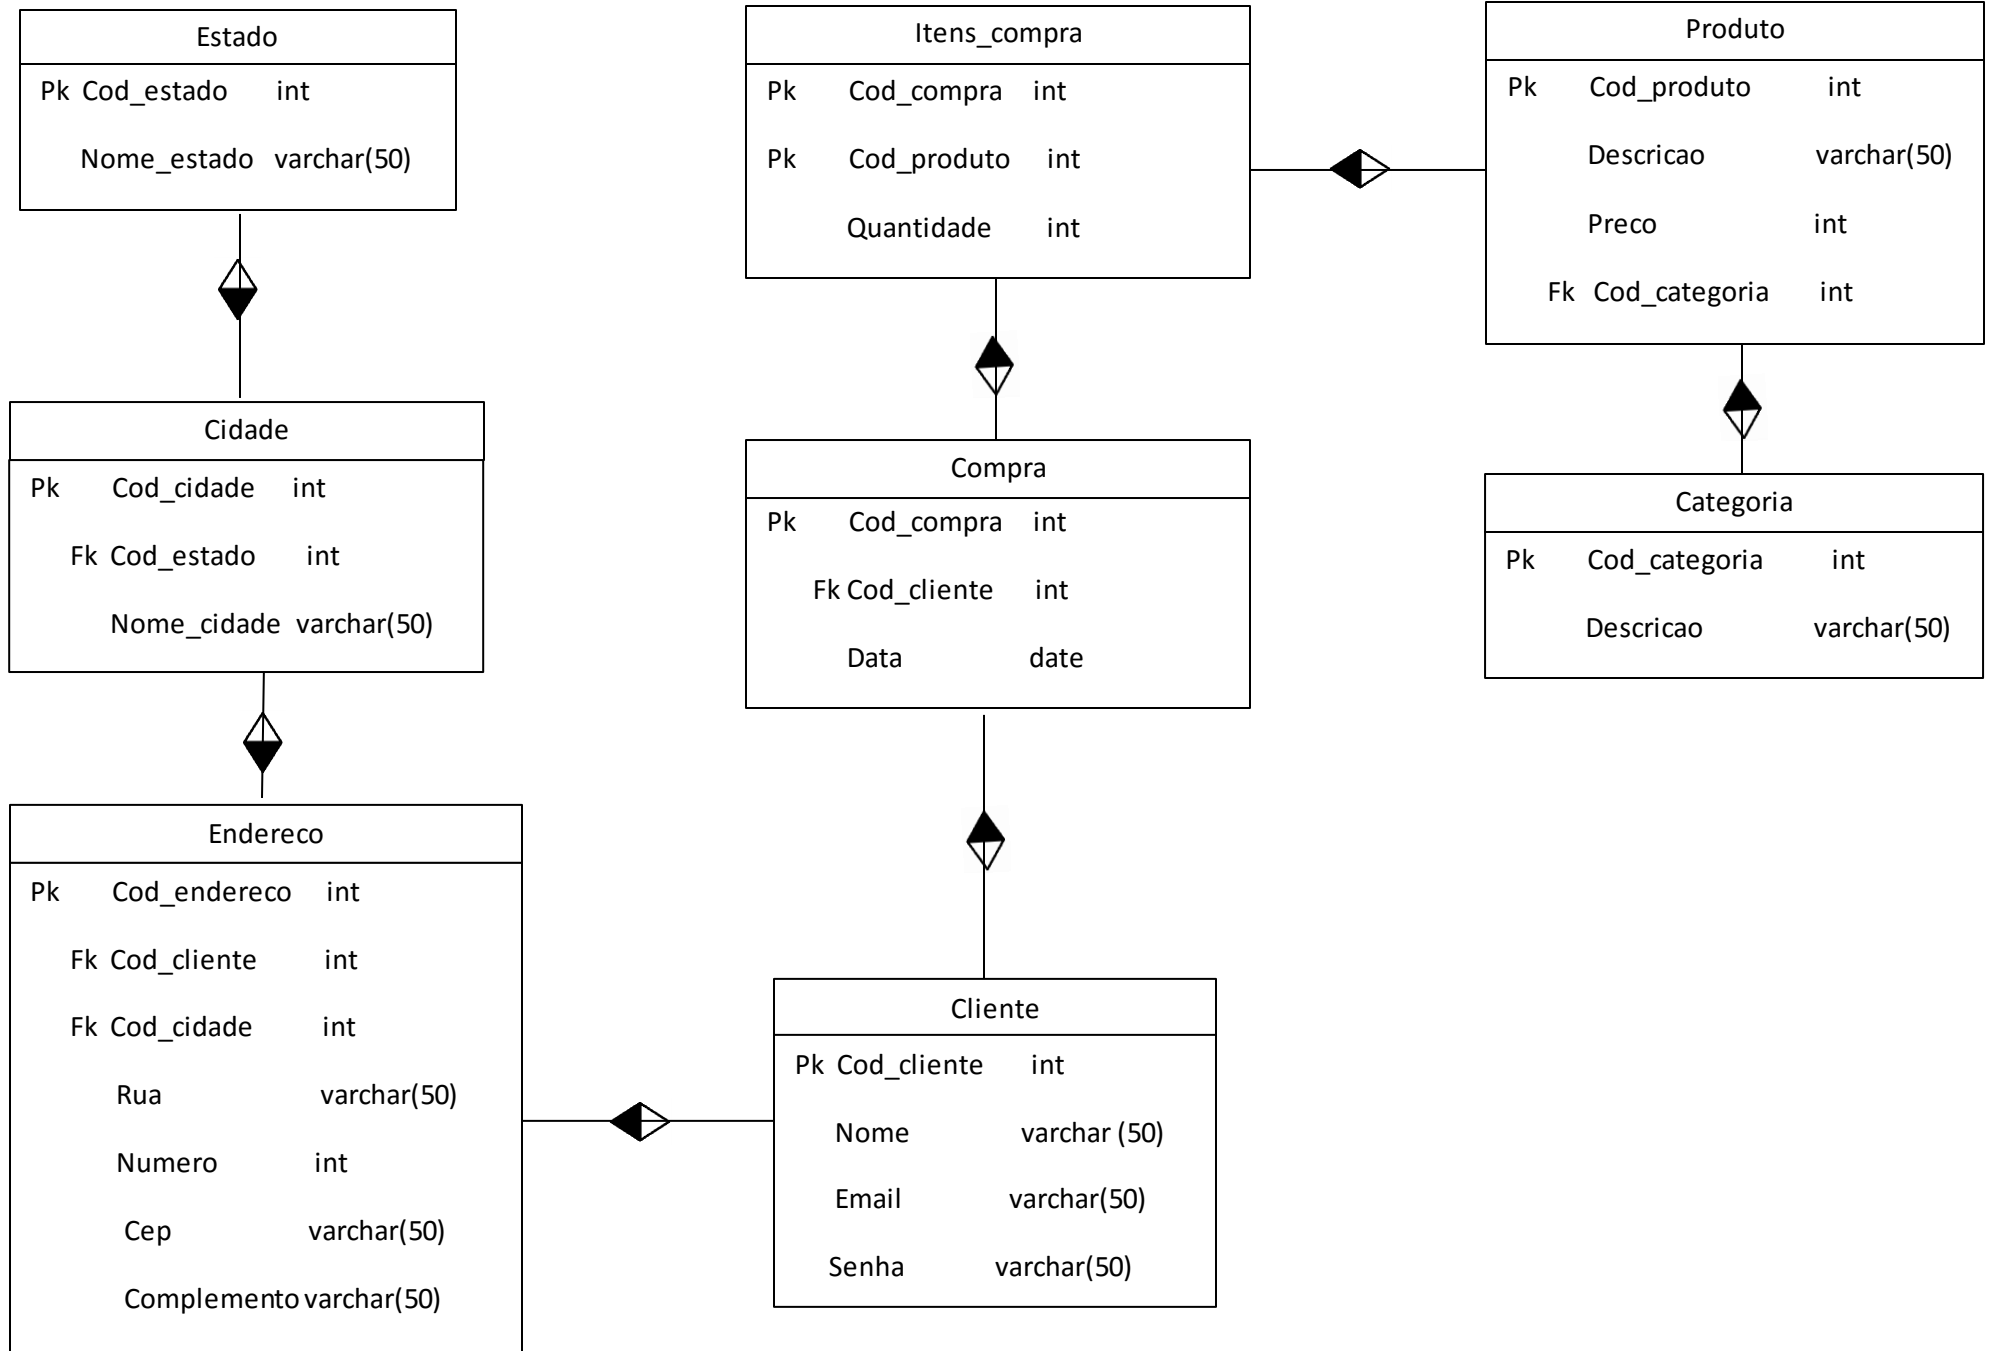 Estado
Pk Cod_estado int
Nome_estado varchar(50)
Cidade
Pk Cod_cidade int
Fk Cod_estado int
Nome_cidade varchar(50)
Endereco
Pk Cod_endereco int
Fk Cod_cliente int
Fk Cod_cidade int
Rua varchar(50)
Numero int
Cep varchar(50)
Complemento varchar(50)
Itens_compra
Pk Cod_compra int
Pk Cod_produto int
Quantidade int
Compra
Pk Cod_compra int
Fk Cod_cliente int
Data date
Cliente
Pk Cod_cliente int
Nome varchar (50)
Email varchar(50)
Senha varchar(50)
Produto
Pk Cod_produto int
Descricao varchar(50)
Preco int
Fk Cod_categoria int
Categoria
Pk Cod_categoria int
Descricao varchar(50)